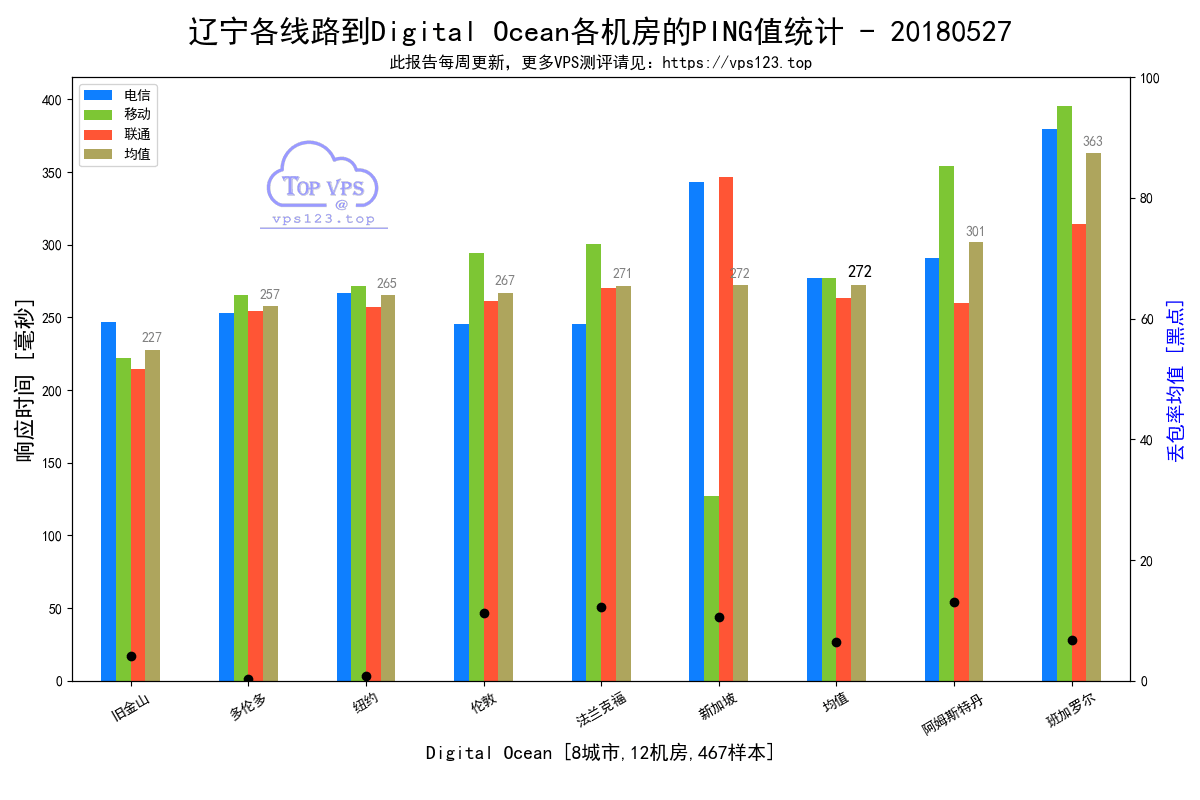 辽宁各线路到Digital Ocean各机房的PING值统计 - 20180527
此报告每周更新，更多VPS测评请见：https://vps123.top
电信
移动
联通
均值
TOP VPS
@
vps123.top
响应时间 [毫秒]
400
350
300
250
200
150
100
50
0
227
257
265
267
271
272
272
301
363
100
80
60
40
20
0
丢包率均值 [黑点]
旧金山
多伦多
纽约
伦敦
法兰克福
新加坡
均值
阿姆斯特丹
班加罗尔
Digital Ocean [8城市,12机房,467样本]